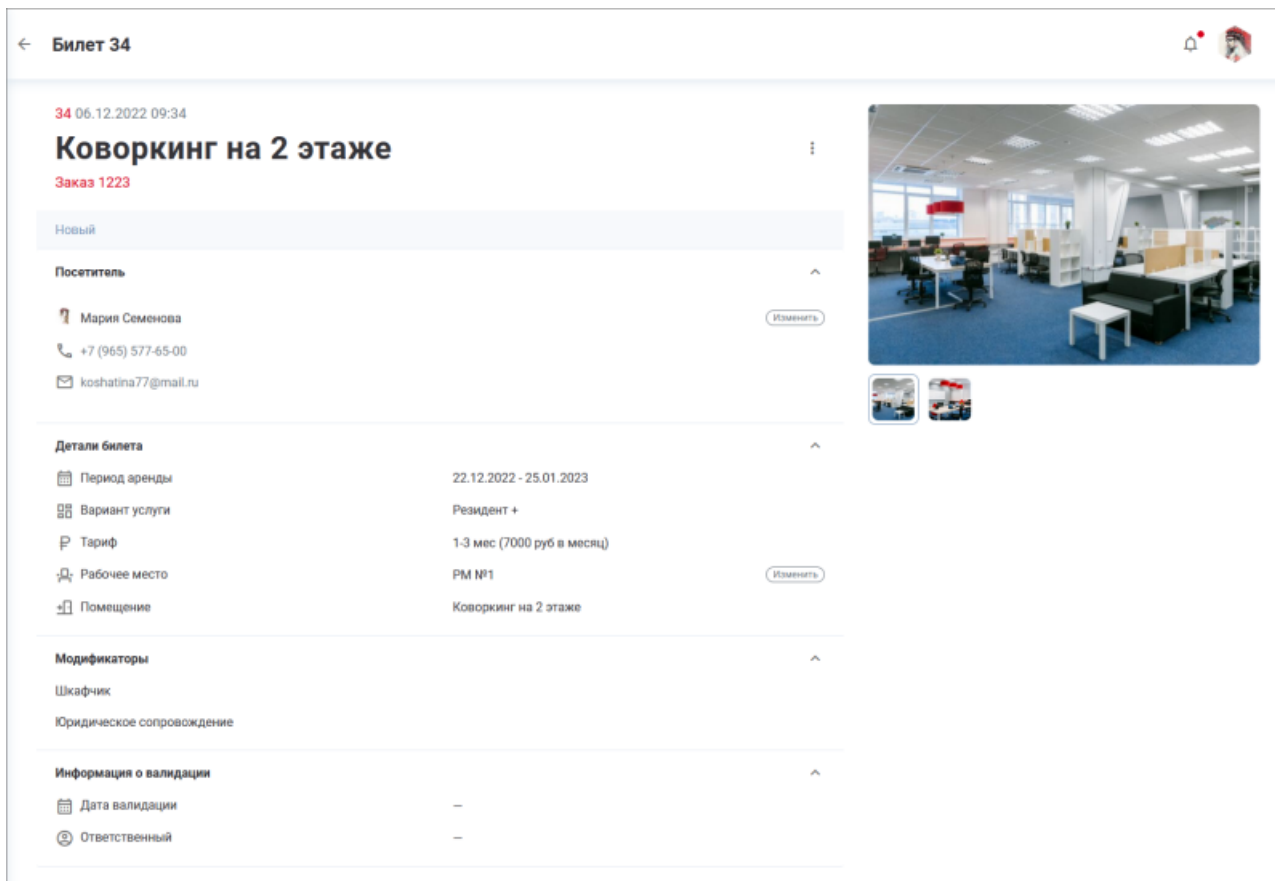 Билет 34
34 06.12.2022 09:34
Коворкинг на 2 этаже
Заказ 1223
Новый
Посетитель
Мария Семенова Изменить
+7 (965) 577-65-00
koshatina77@mail.ru
Детали билета
Период аренды 22.12.2022 - 25.01.2023
Вариант услуги Резидент +
Тариф 1-3 мес (7000 руб в месяц)
Рабочее место РМ №1 Изменить
Помещение Коворкинг на 2 этаже
Модификаторы
Шкафчик
Юридическое сопровождение
Информация о валидации
Дата валидации —
Ответственный —